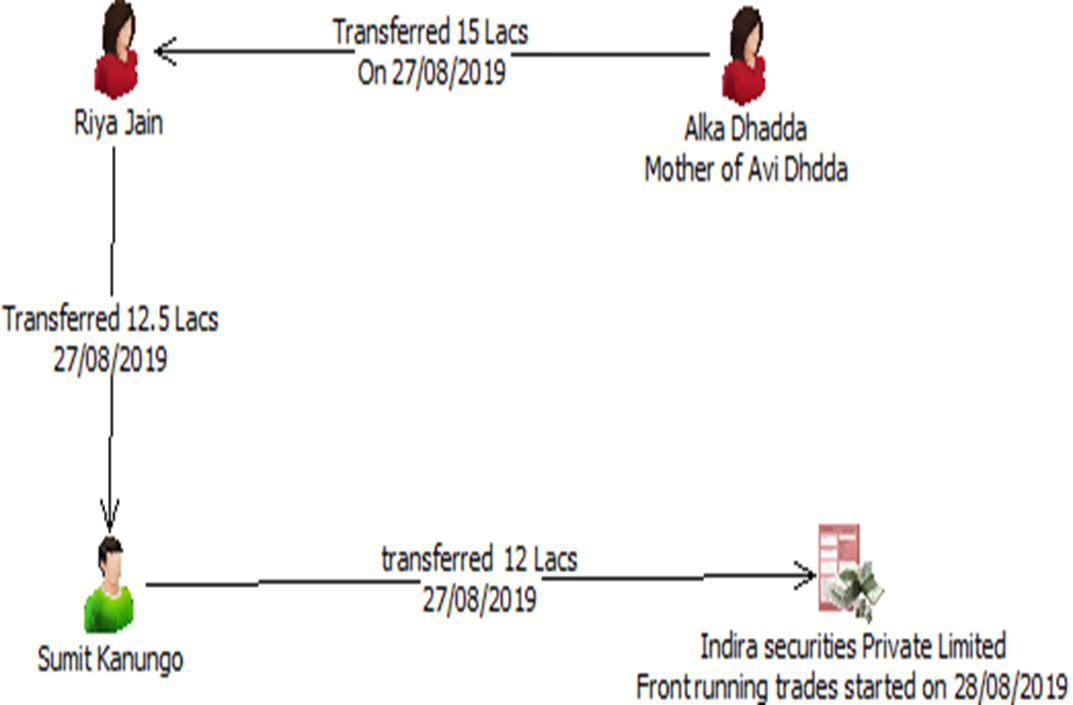 Transferred 15 Lacs
On 27/08/2019
Riya Jain
Alka Dhadda
Mother of Avi Dhdda
Transferred 12.5 Lacs
27/08/2019
transferred 12 Lacs
27/08/2019
Sumit Kanungo
Indira securities Private Limited
Front running trades started on 28/08/2019